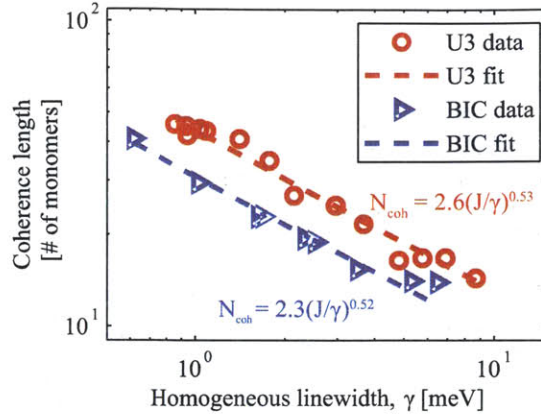 10²
U3 data
U3 fit
BIC data
BIC fit
Coherence length
[# of monomers]
N_coh = 2.6(J/γ)^0.53
N_coh = 2.3(J/γ)^0.52
10¹
10⁰
10¹
Homogeneous linewidth, γ [meV]